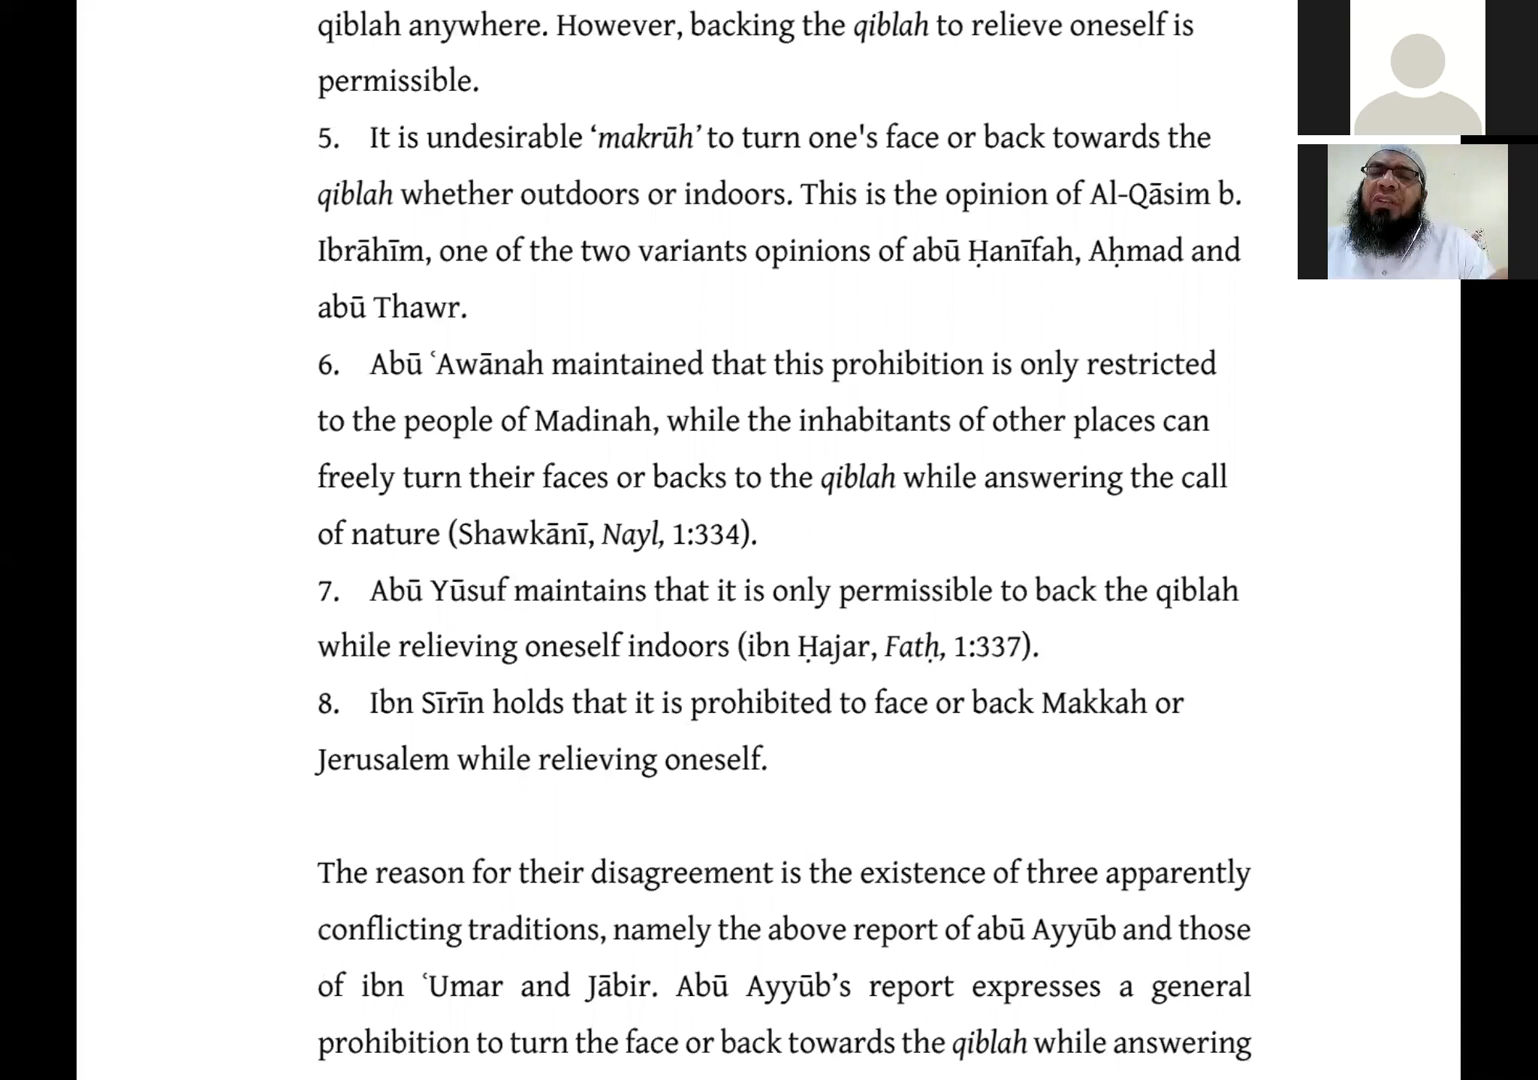 qiblah anywhere. However, backing the qiblah to relieve oneself is
permissible.
5. It is undesirable ‘makrūh’ to turn one's face or back towards the
qiblah whether outdoors or indoors. This is the opinion of Al-Qāsim b.
Ibrāhīm, one of the two variants opinions of abū Ḥanīfah, Aḥmad and
abū Thawr.
6. Abū ʿAwānah maintained that this prohibition is only restricted
to the people of Madinah, while the inhabitants of other places can
freely turn their faces or backs to the qiblah while answering the call
of nature (Shawkānī, Nayl, 1:334).
7. Abū Yūsuf maintains that it is only permissible to back the qiblah
while relieving oneself indoors (ibn Ḥajar, Fatḥ, 1:337).
8. Ibn Sīrīn holds that it is prohibited to face or back Makkah or
Jerusalem while relieving oneself.
The reason for their disagreement is the existence of three apparently
conflicting traditions, namely the above report of abū Ayyūb and those
of ibn ʿUmar and Jābir. Abū Ayyūb’s report expresses a general
prohibition to turn the face or back towards the qiblah while answering